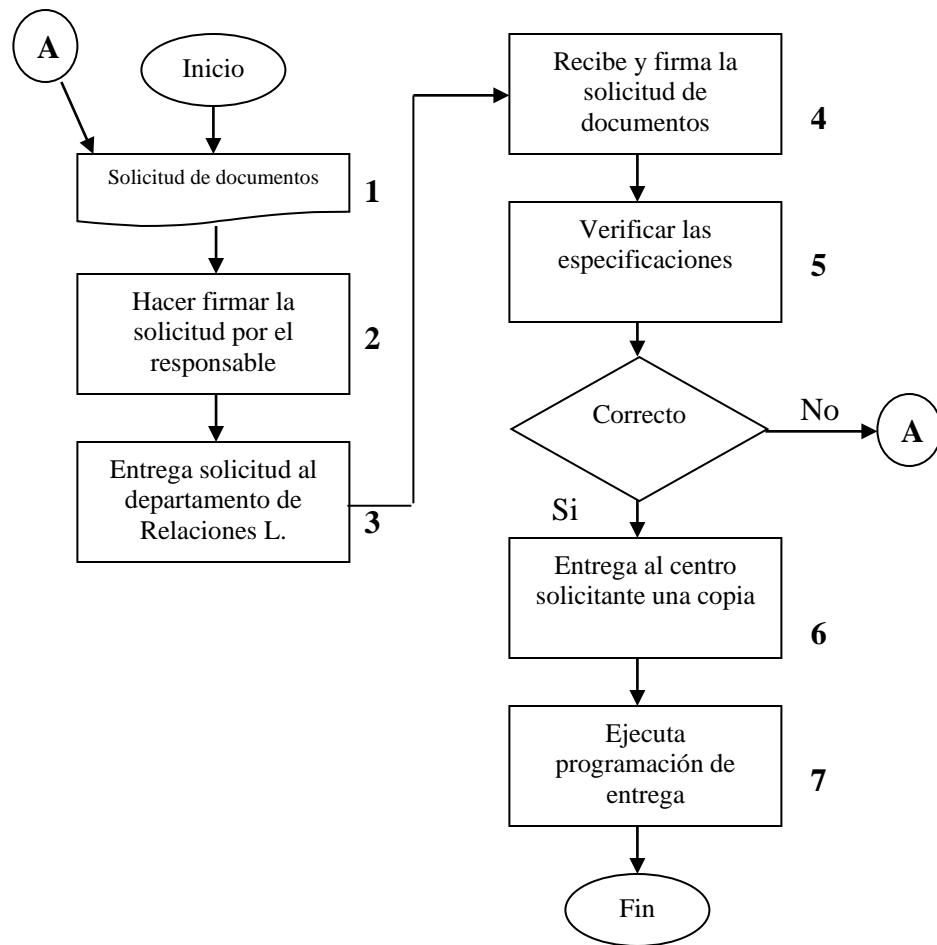 A
Inicio
Solicitud de documentos
1
Hacer firmar la
solicitud por el
responsable
2
Entrega solicitud al
departamento de
Relaciones L.
3
Recibe y firma la
solicitud de
documentos
4
Verificar las
especificaciones
5
Correcto
No
A
Si
Entrega al centro
solicitante una copia
6
Ejecuta
programación de
entrega
7
Fin